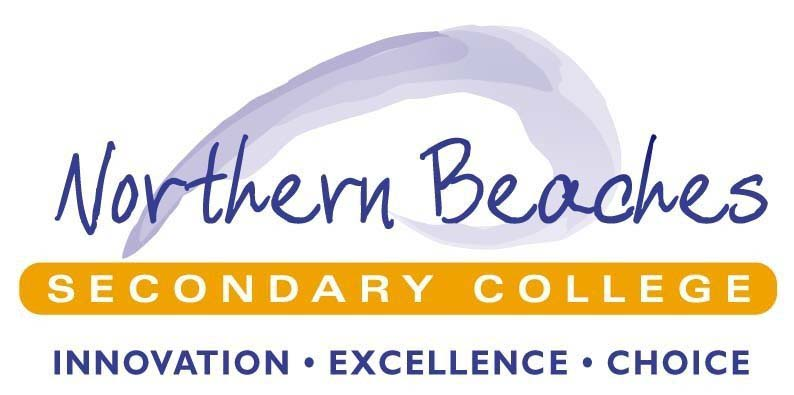 Northern Beaches
SECONDARY COLLEGE
INNOVATION • EXCELLENCE • CHOICE